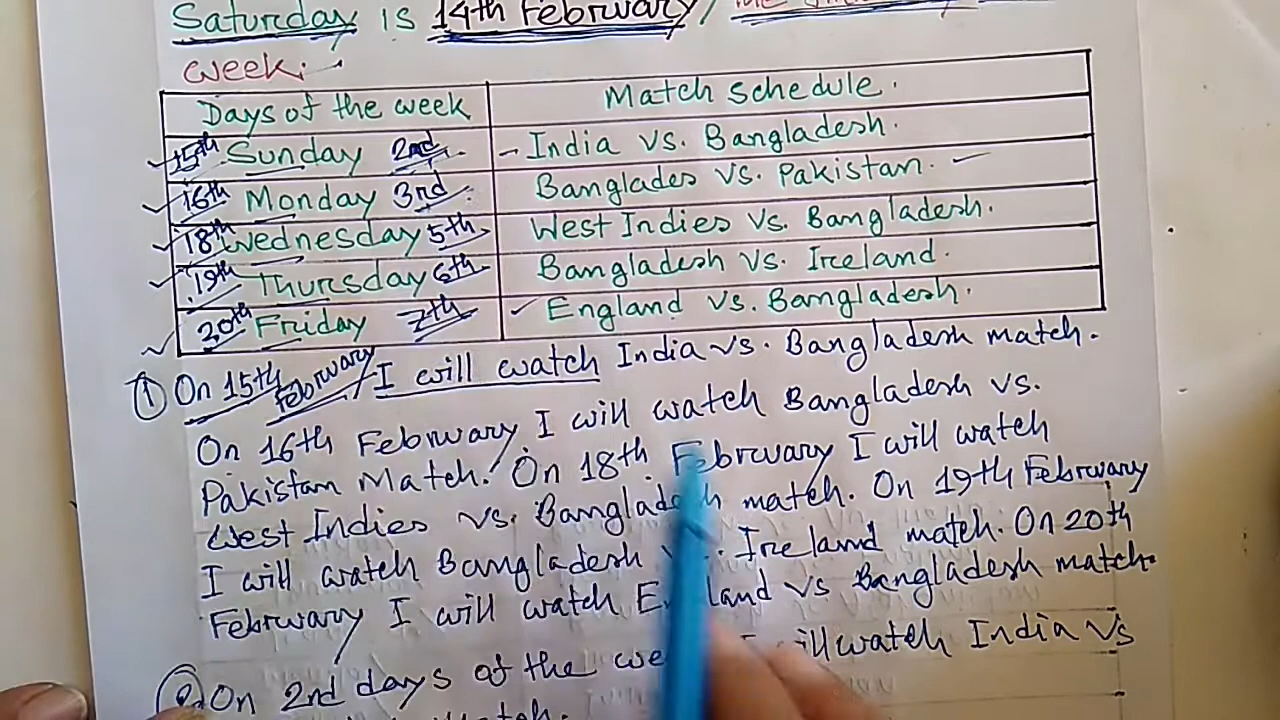 Saturday is 14th February/
week:
Days of the week Match schedule.
15th Sunday 2nd. - India vs. Bangladesh.
16th Monday 3rd. Banglades vs. Pakistan.
18th Wednesday 5th. West Indies vs. Bangladesh.
19th Thursday 6th Bangladesh vs. Ireland.
20th Friday 7th England vs. Bangladesh.
① On 15th February / I will watch India vs. Bangladesh match.
On 16th February I will watch Bangladesh vs.
Pakistan Match. On 18th February I will watch
West Indies vs. Bangladesh match. On 19th February
I will watch Bangladesh Ireland match. On 20th
February I will watch England vs Bangladesh match.
② On 2nd days of the I will watch India vs